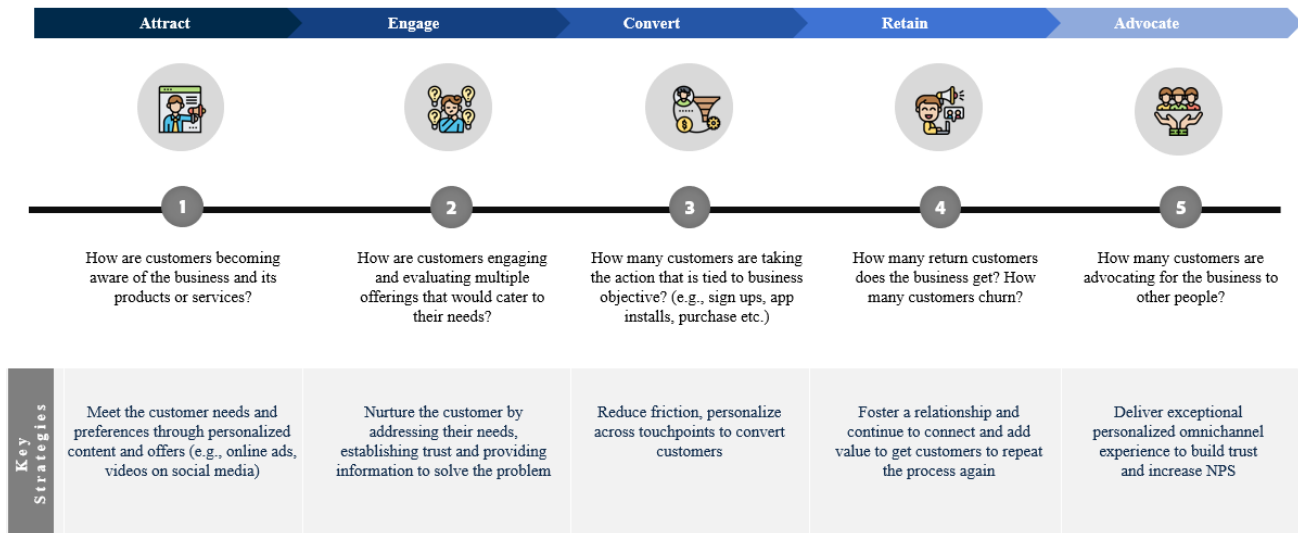 Attract
Engage
Convert
Retain
Advocate
1
2
3
4
5
How are customers becoming
aware of the business and its
products or services?
How are customers engaging
and evaluating multiple
offerings that would cater to
their needs?
How many customers are taking
the action that is tied to business
objective? (e.g., sign ups, app
installs, purchase etc.)
How many return customers
does the business get? How
many customers churn?
How many customers are
advocating for the business to
other people?
Key
Strategies
Meet the customer needs and
preferences through personalized
content and offers (e.g., online ads,
videos on social media)
Nurture the customer by
addressing their needs,
establishing trust and providing
information to solve the problem
Reduce friction, personalize
across touchpoints to convert
customers
Foster a relationship and
continue to connect and add
value to get customers to repeat
the process again
Deliver exceptional
personalized omnichannel
experience to build trust
and increase NPS